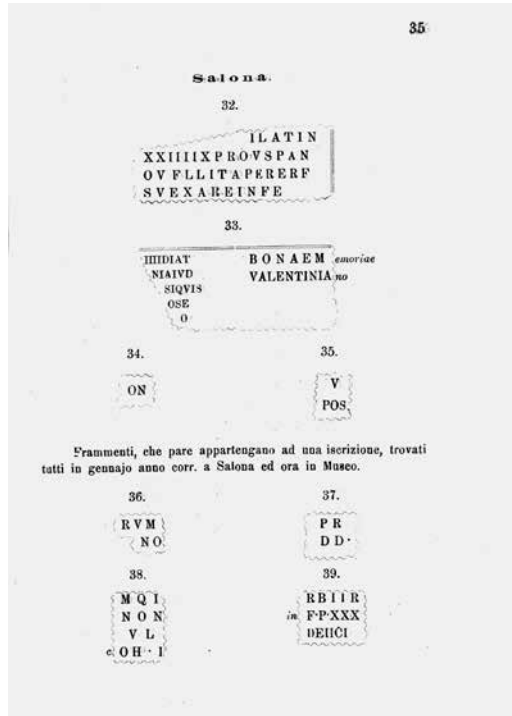 35
Salona.
32.
ILATIN
XXIIIIXPROVSPAN
OVFLLITAPERERF
SVEXAREINFE
33.
IIIIIDIAT BONAEM emoriae
NIAIVD VALENTINIA no
SIQVIS
OSE
O
34. 35.
ON V
POS.
Frammenti, che pare appartengano ad una iscrizione, trovati
tutti in gennajo anno corr. a Salona ed ora in Museo.
36. 37.
RVM PR
NO DD·
38. 39.
MQI RBIIR
NON in F·P·XXX
VL DEIICI
c. OH·I